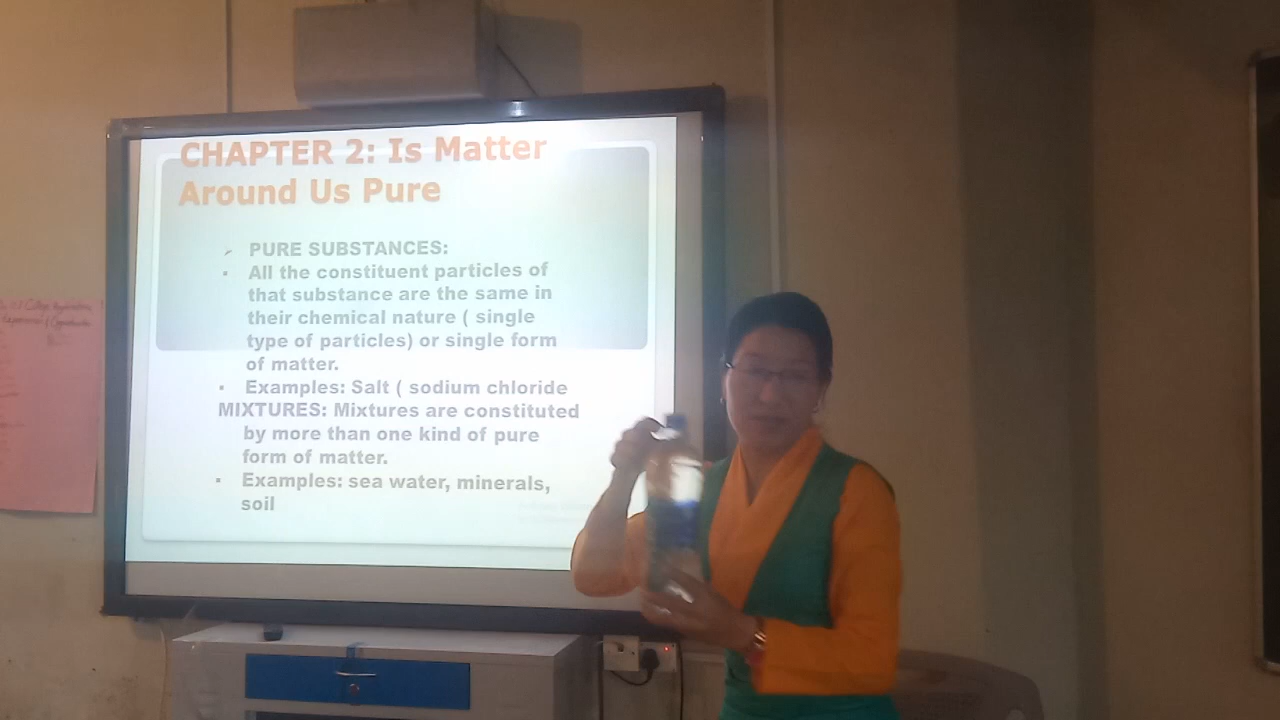 CHAPTER 2: Is Matter
Around Us Pure
PURE SUBSTANCES:
All the constituent particles of
that substance are the same in
their chemical nature ( single
type of particles) or single form
of matter.
Examples: Salt ( sodium chloride
MIXTURES: Mixtures are constituted
by more than one kind of pure
form of matter.
Examples: sea water, minerals,
soil